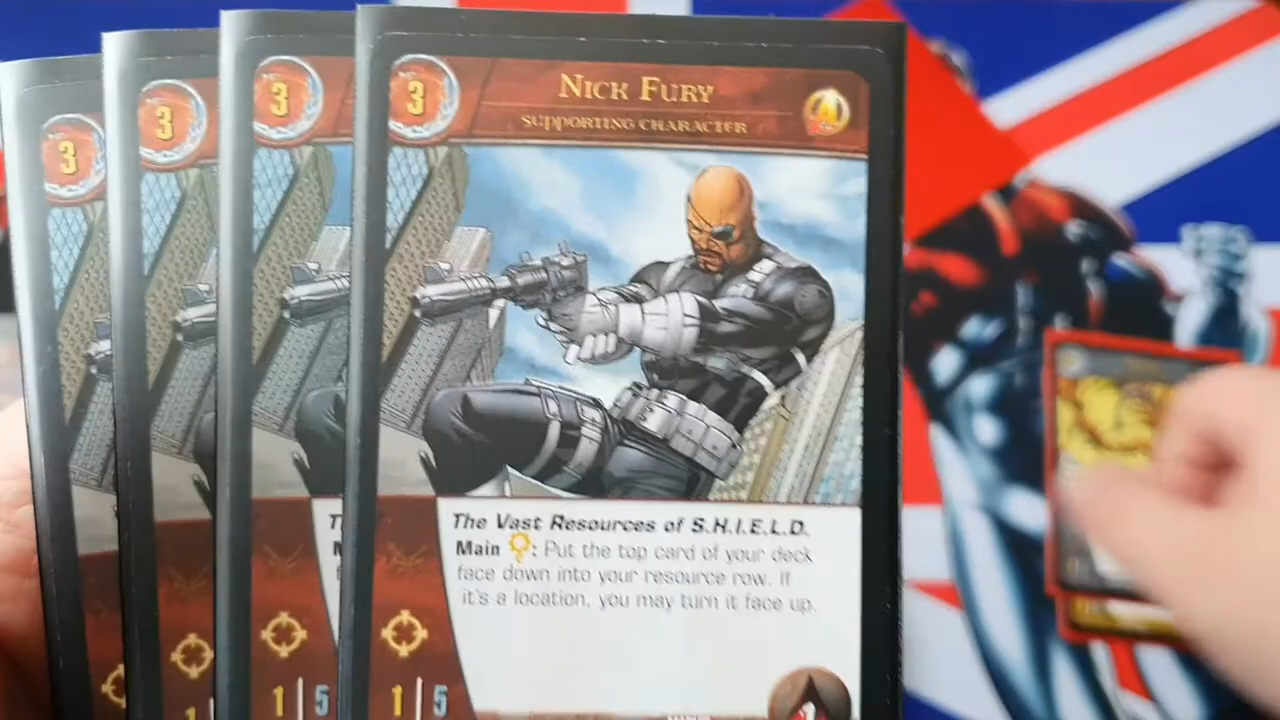 3
3
3
3
Nick Fury
Supporting Character
The Vast Resources of S.H.I.E.L.D.
Main : Put the top card of your deck
face down into your resource row. If
it's a location, you may turn it face up.
1 | 5
1 | 5